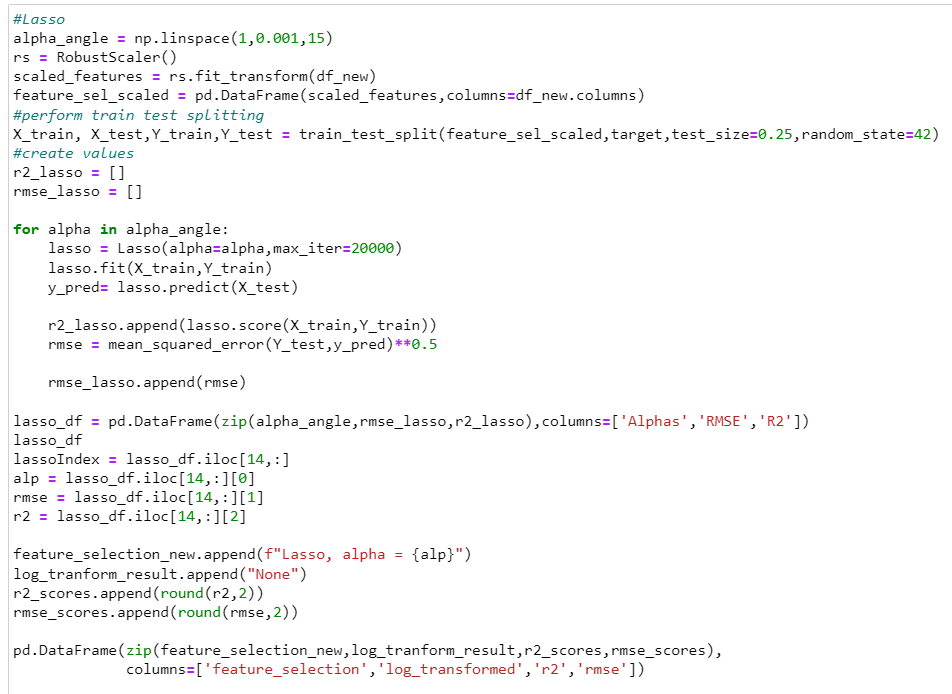 #Lasso
alpha_angle = np.linspace(1,0.001,15)
rs = RobustScaler()
scaled_features = rs.fit_transform(df_new)
feature_sel_scaled = pd.DataFrame(scaled_features,columns=df_new.columns)
#perform train test splitting
X_train, X_test,Y_train,Y_test = train_test_split(feature_sel_scaled,target,test_size=0.25,random_state=42)
#create values
r2_lasso = []
rmse_lasso = []

for alpha in alpha_angle:
    lasso = Lasso(alpha=alpha,max_iter=20000)
    lasso.fit(X_train,Y_train)
    y_pred= lasso.predict(X_test)

    r2_lasso.append(lasso.score(X_train,Y_train))
    rmse = mean_squared_error(Y_test,y_pred)**0.5

    rmse_lasso.append(rmse)

lasso_df = pd.DataFrame(zip(alpha_angle,rmse_lasso,r2_lasso),columns=['Alphas','RMSE','R2'])
lasso_df
lassoIndex = lasso_df.iloc[14,:]
alp = lasso_df.iloc[14,:][0]
rmse = lasso_df.iloc[14,:][1]
r2 = lasso_df.iloc[14,:][2]

feature_selection_new.append(f"Lasso, alpha = {alp}")
log_tranform_result.append("None")
r2_scores.append(round(r2,2))
rmse_scores.append(round(rmse,2))

pd.DataFrame(zip(feature_selection_new,log_tranform_result,r2_scores,rmse_scores),
             columns=['feature_selection','log_transformed','r2','rmse'])